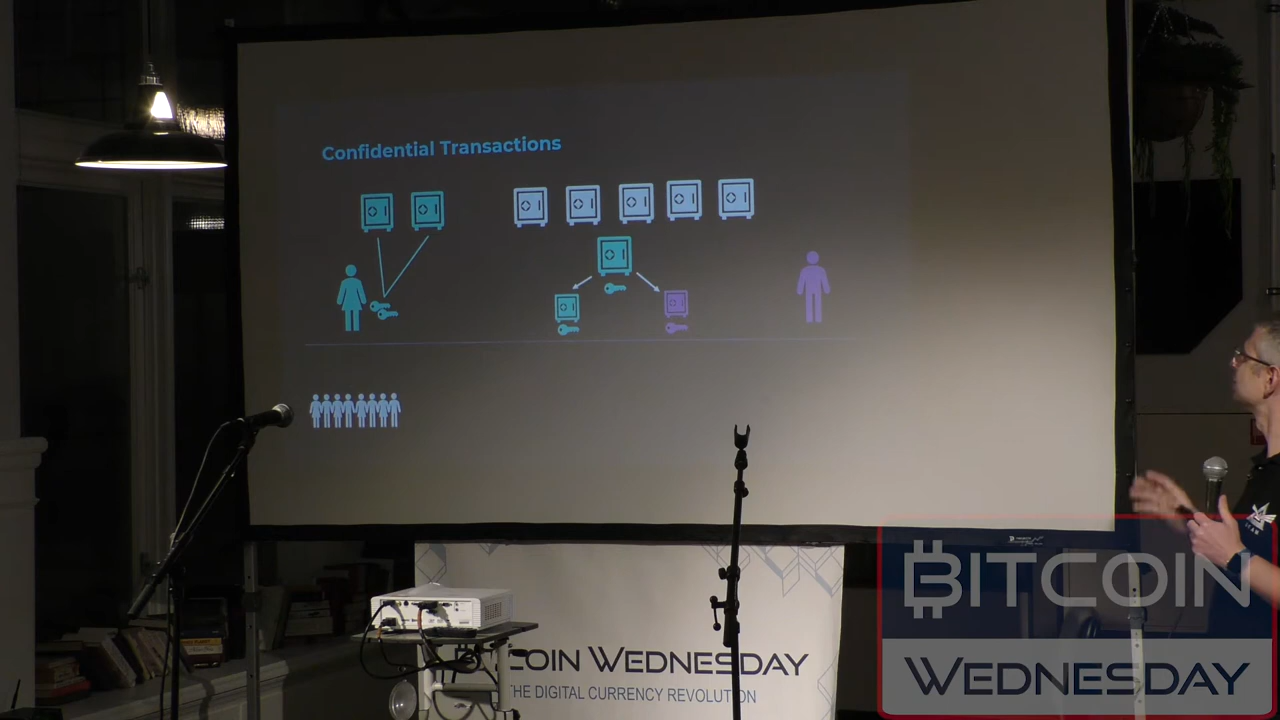 Confidential Transactions
COIN WEDNESDAY
THE DIGITAL CURRENCY REVOLUTION
BITCOIN
WEDNESDAY